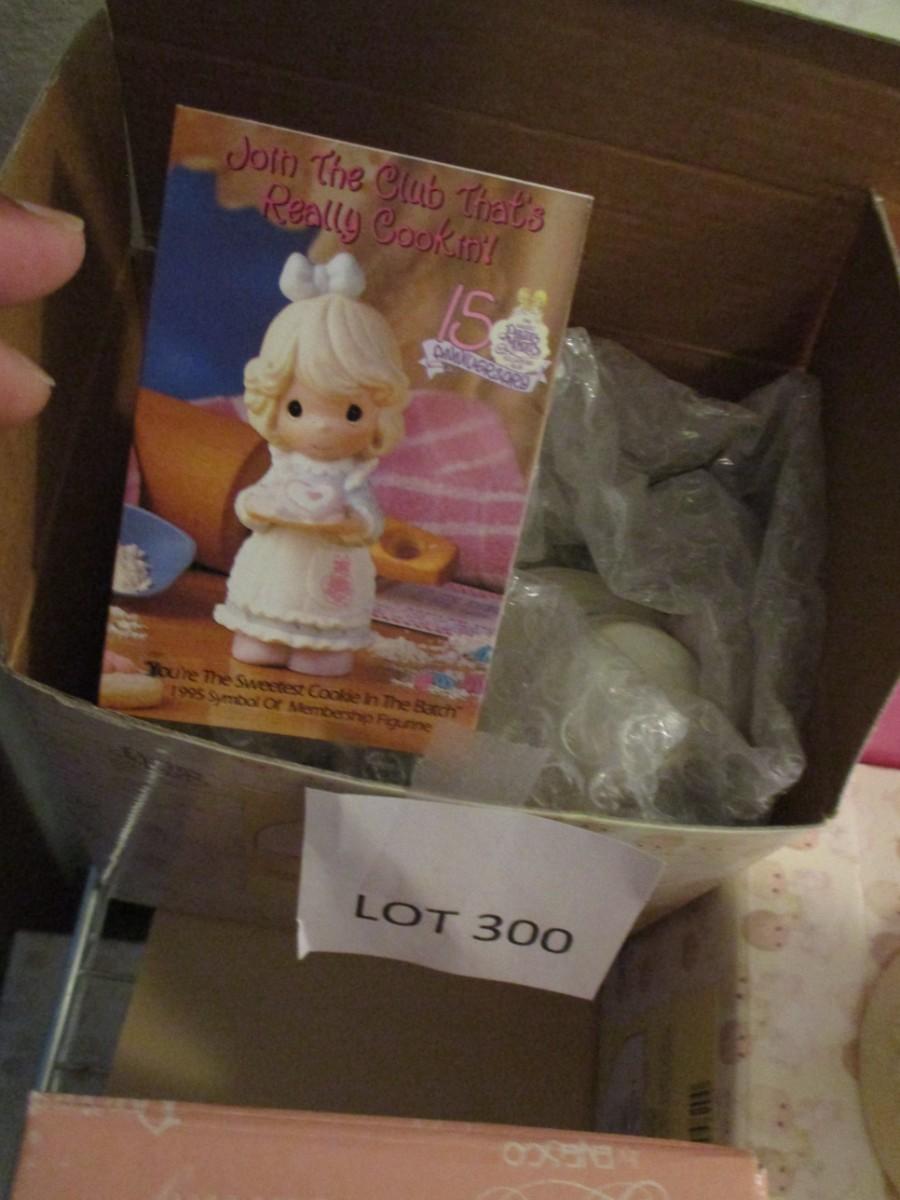 Join The Club That's
Really Cookin'!
15
ANNIVERSARY
"You're The Sweetest Cookie In The Batch"
1995 Symbol Of Membership Figurine
LOT 300
ENESCO